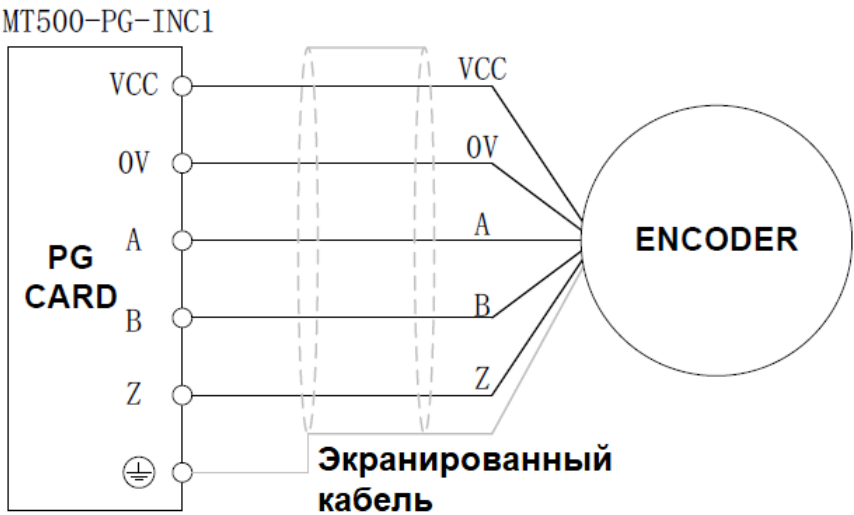 MT500-PG-INC1
VCC
VCC
0V
0V
A
A
PG
CARD
ENCODER
B
B
Z
Z
Экранированный
кабель